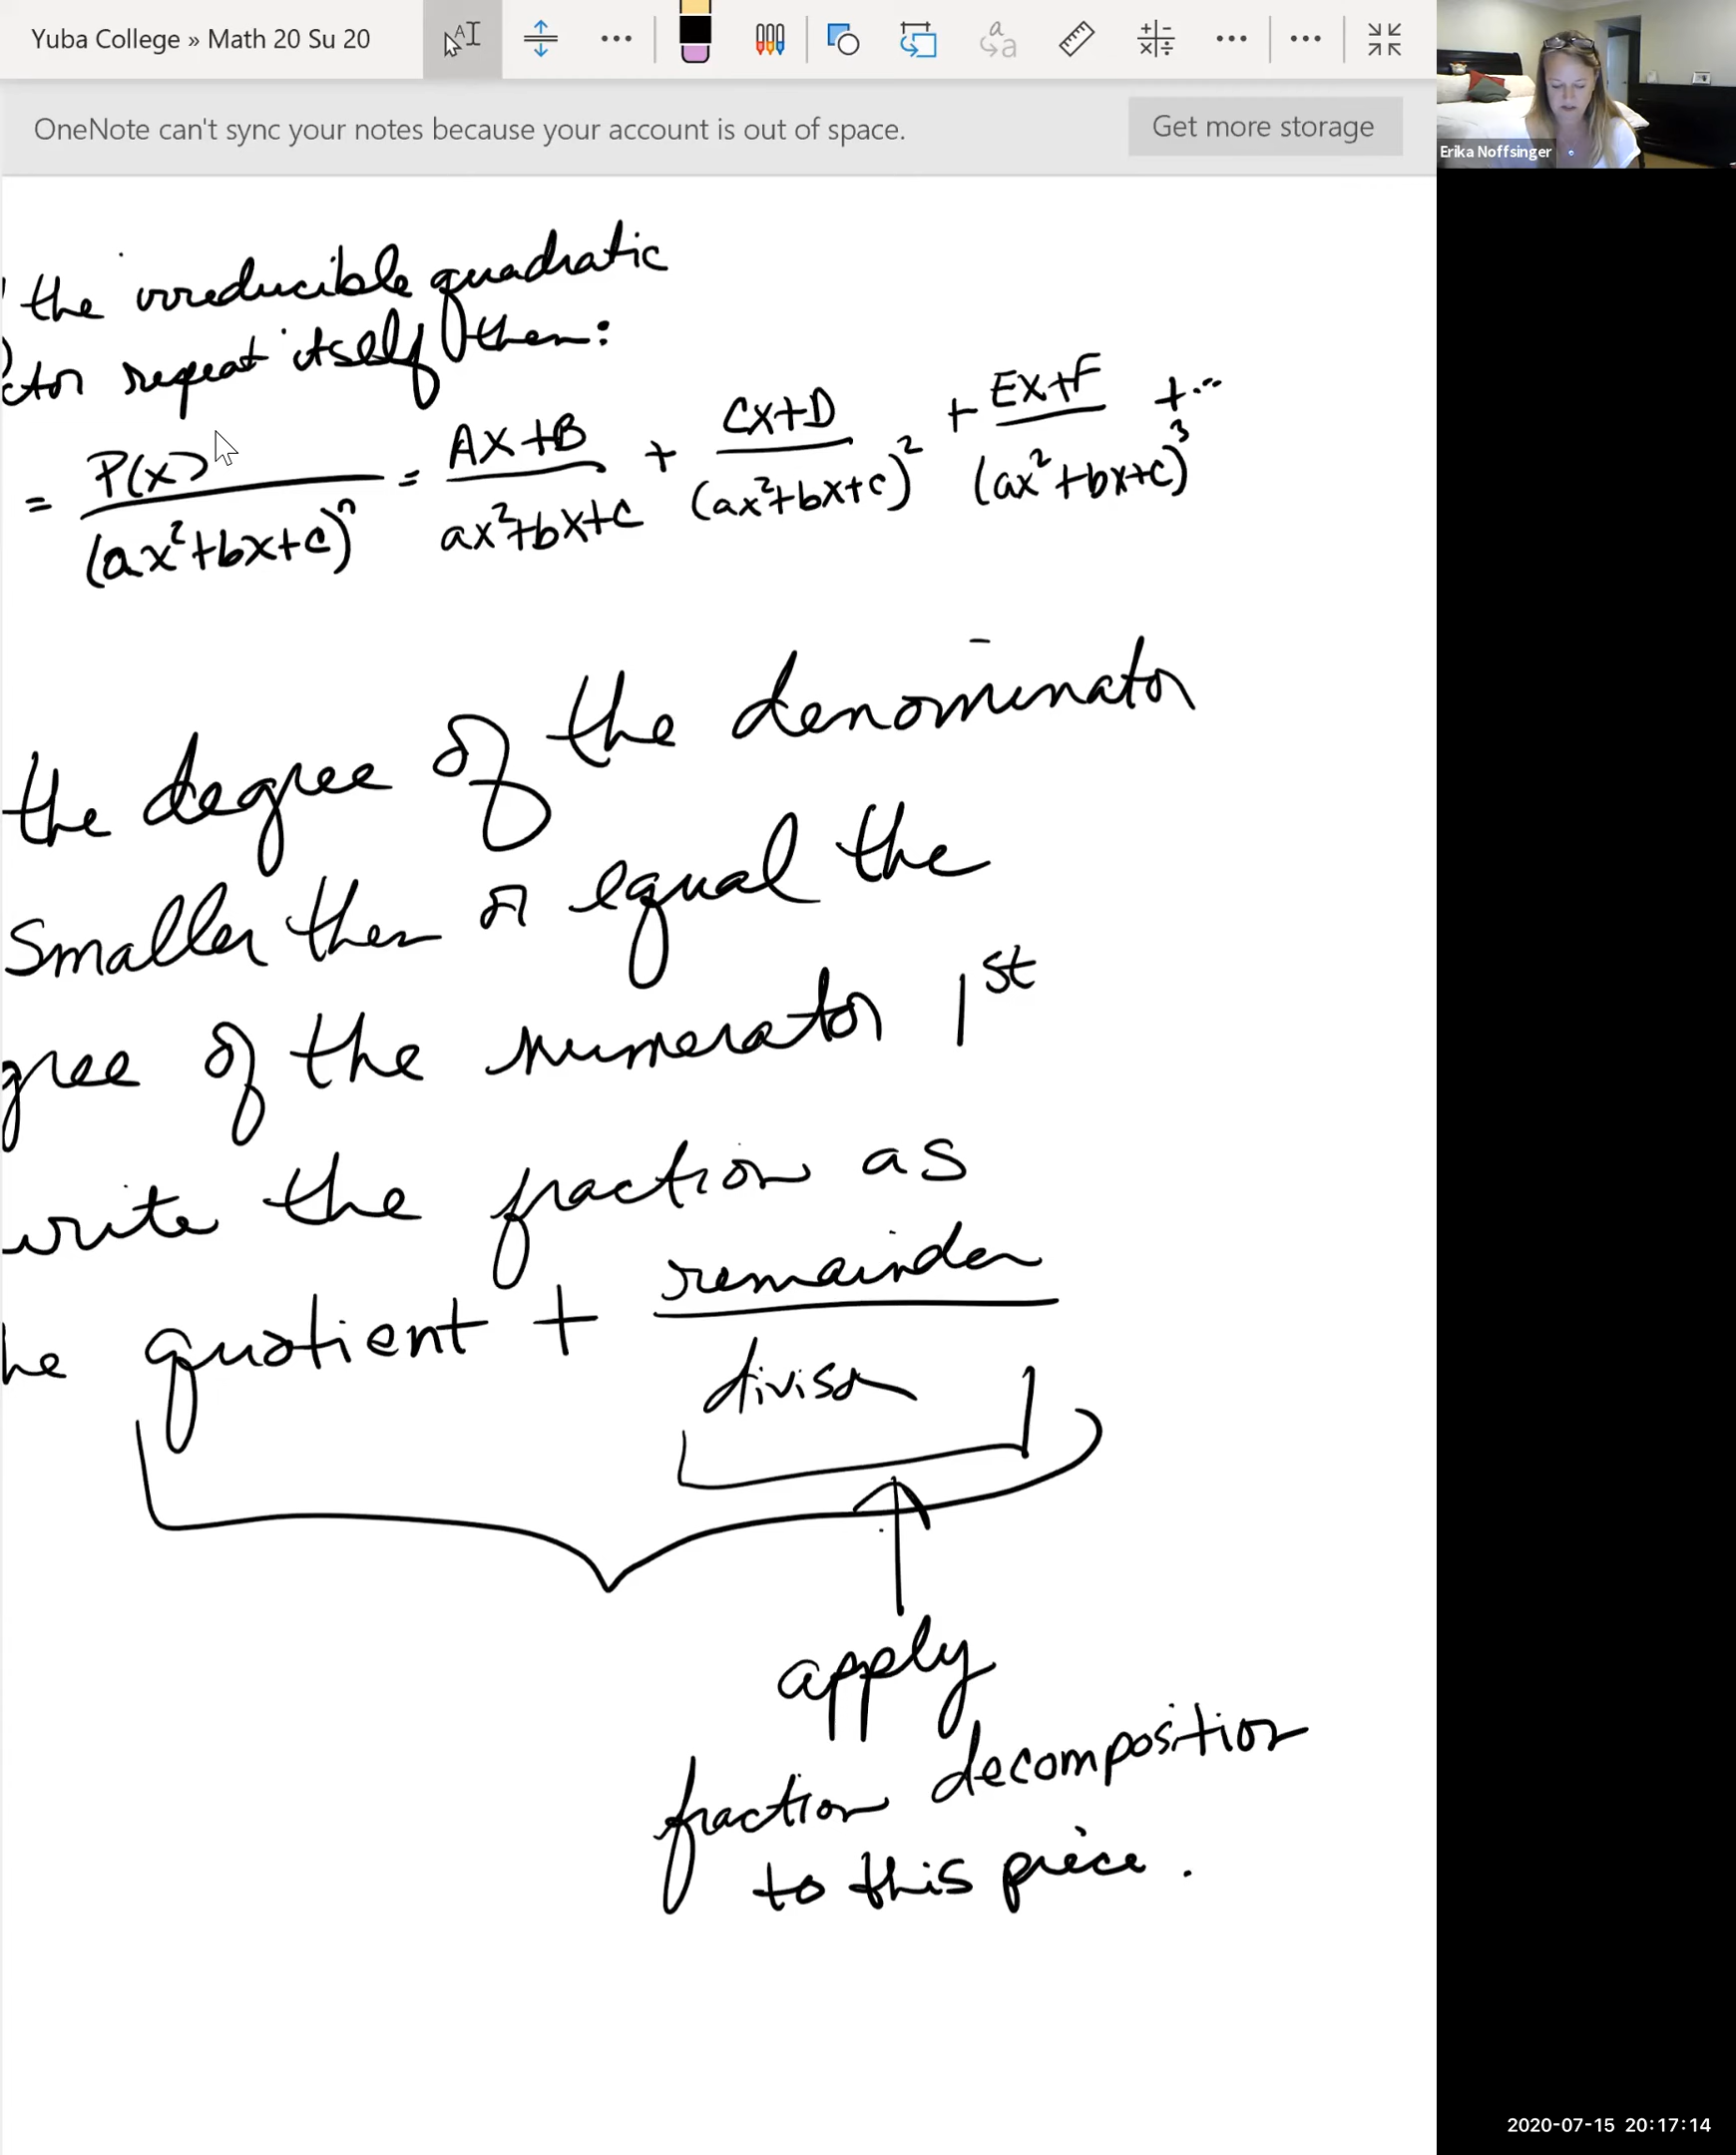 Yuba College » Math 20 Su 20
OneNote can't sync your notes because your account is out of space.
Get more storage
Erika Noffsinger
the irreducible quadratic
ctor repeat itself then:
= P(x) / (ax²+bx+c)ⁿ = Ax+B / ax²+bx+c + Cx+D / (ax²+bx+c)² + Ex+F / (ax²+bx+c)³ + ...
the degree of the denominator
smaller then or equal the
gree of the numerator 1st
write the fraction as
he quotient + remainder / divisor
apply
fraction decomposition
to this piece.
2020-07-15 20:17:14